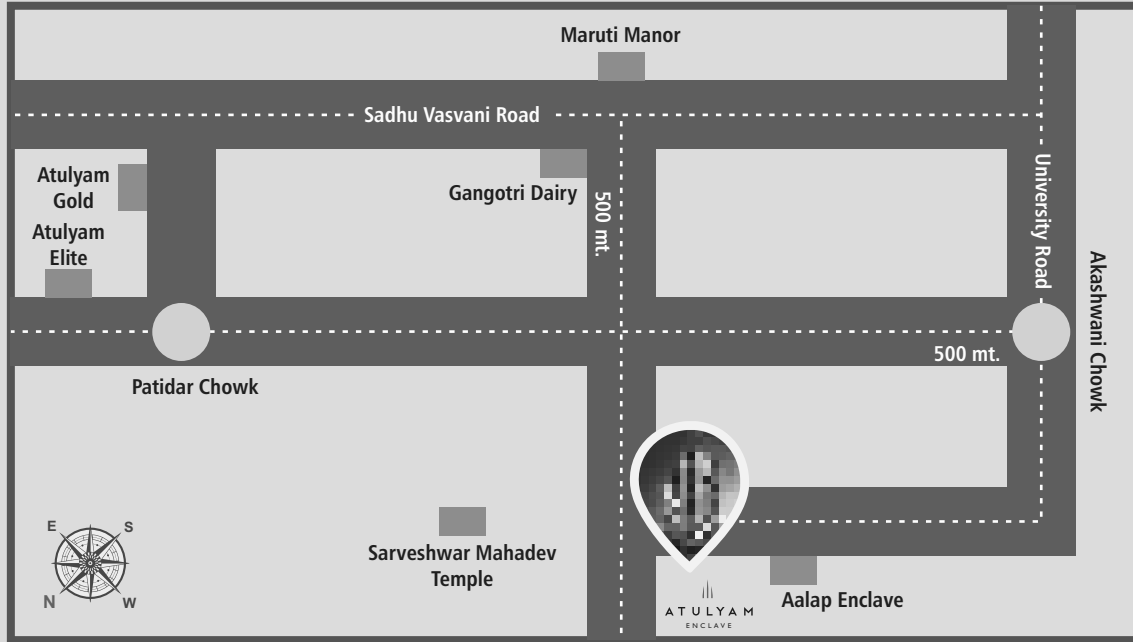 Maruti Manor
Sadhu Vasvani Road
Atulyam
Gold
Gangotri Dairy
500 mt.
University Road
Atulyam
Elite
Akashwani Chowk
500 mt.
Patidar Chowk
E
S
N
W
Sarveshwar Mahadev
Temple
Aalap Enclave
ATULYAM
ENCLAVE